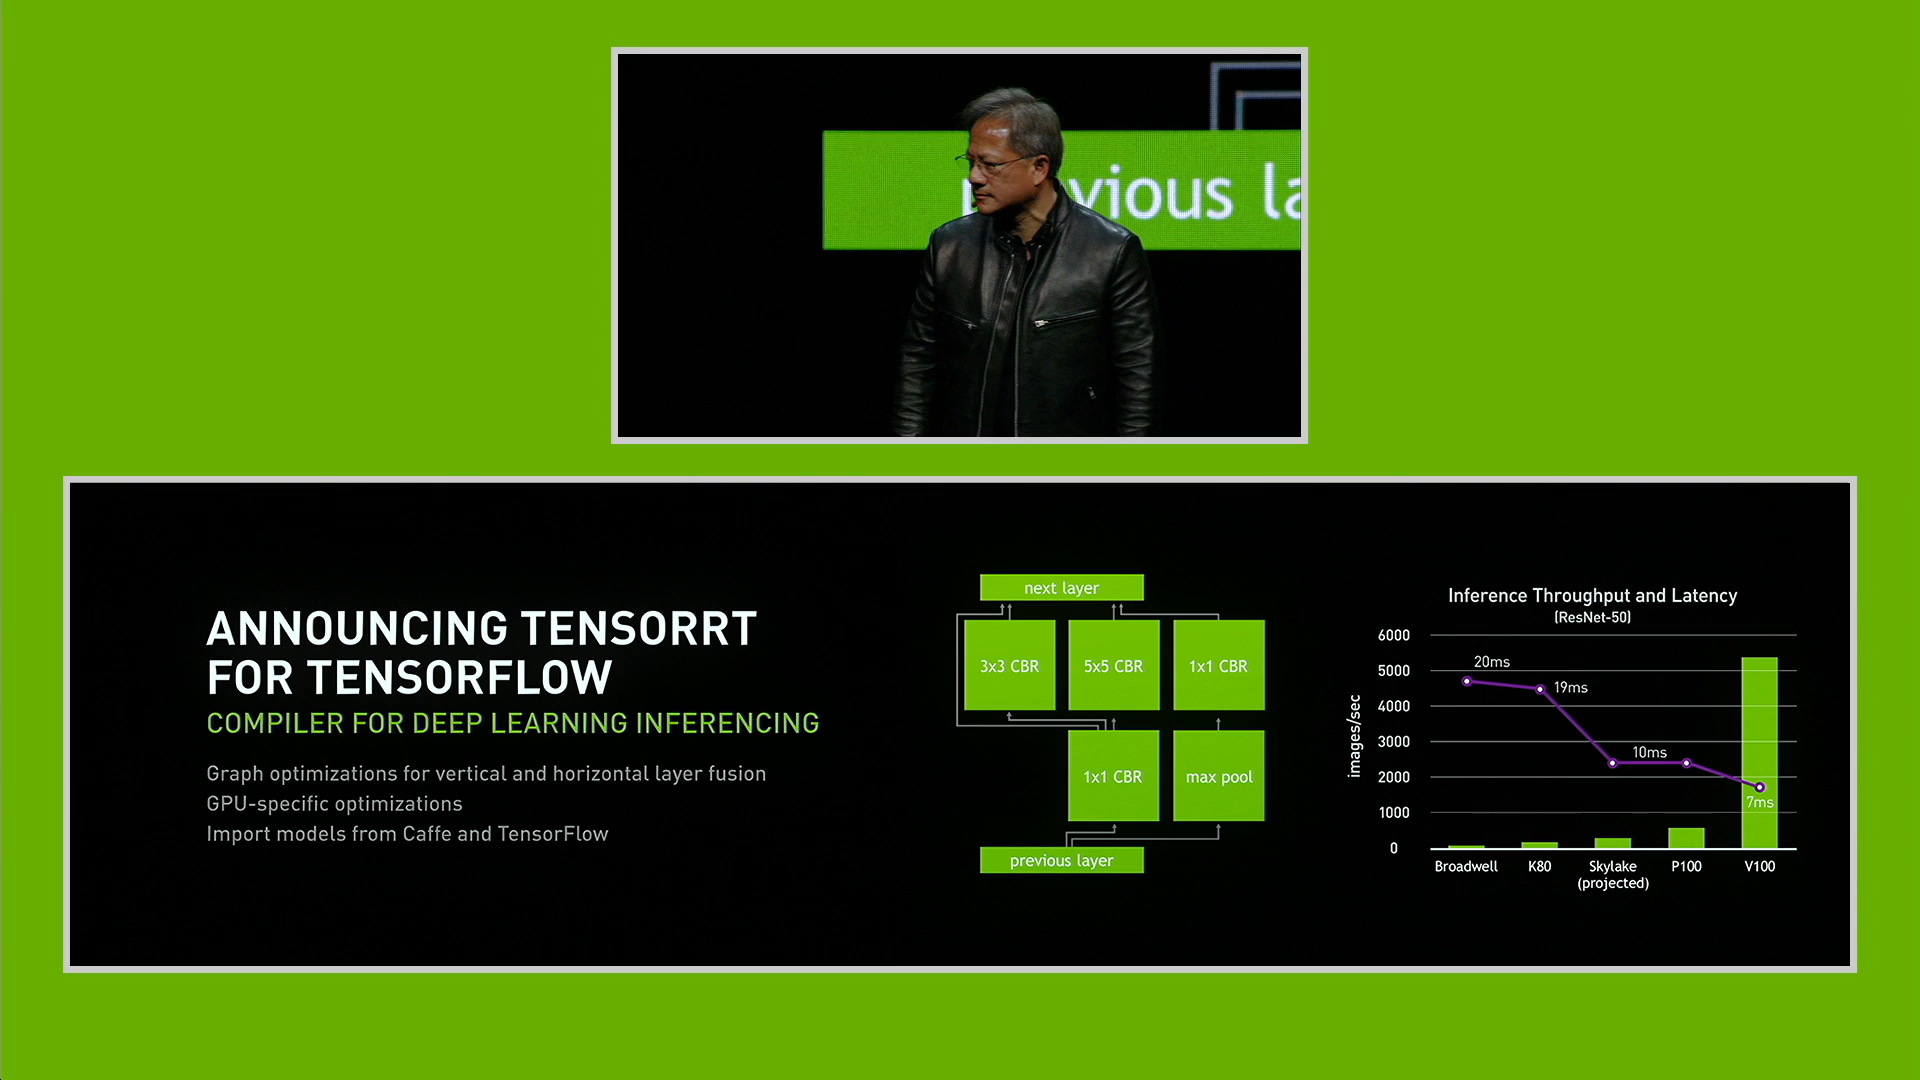 previous la
ANNOUNCING TENSORRT
FOR TENSORFLOW
COMPILER FOR DEEP LEARNING INFERENCING
Graph optimizations for vertical and horizontal layer fusion
GPU-specific optimizations
Import models from Caffe and TensorFlow
next layer
3x3 CBR
5x5 CBR
1x1 CBR
1x1 CBR
max pool
previous layer
Inference Throughput and Latency
(ResNet-50)
images/sec
6000
5000
4000
3000
2000
1000
0
20ms
19ms
10ms
7ms
Broadwell
K80
Skylake
(projected)
P100
V100